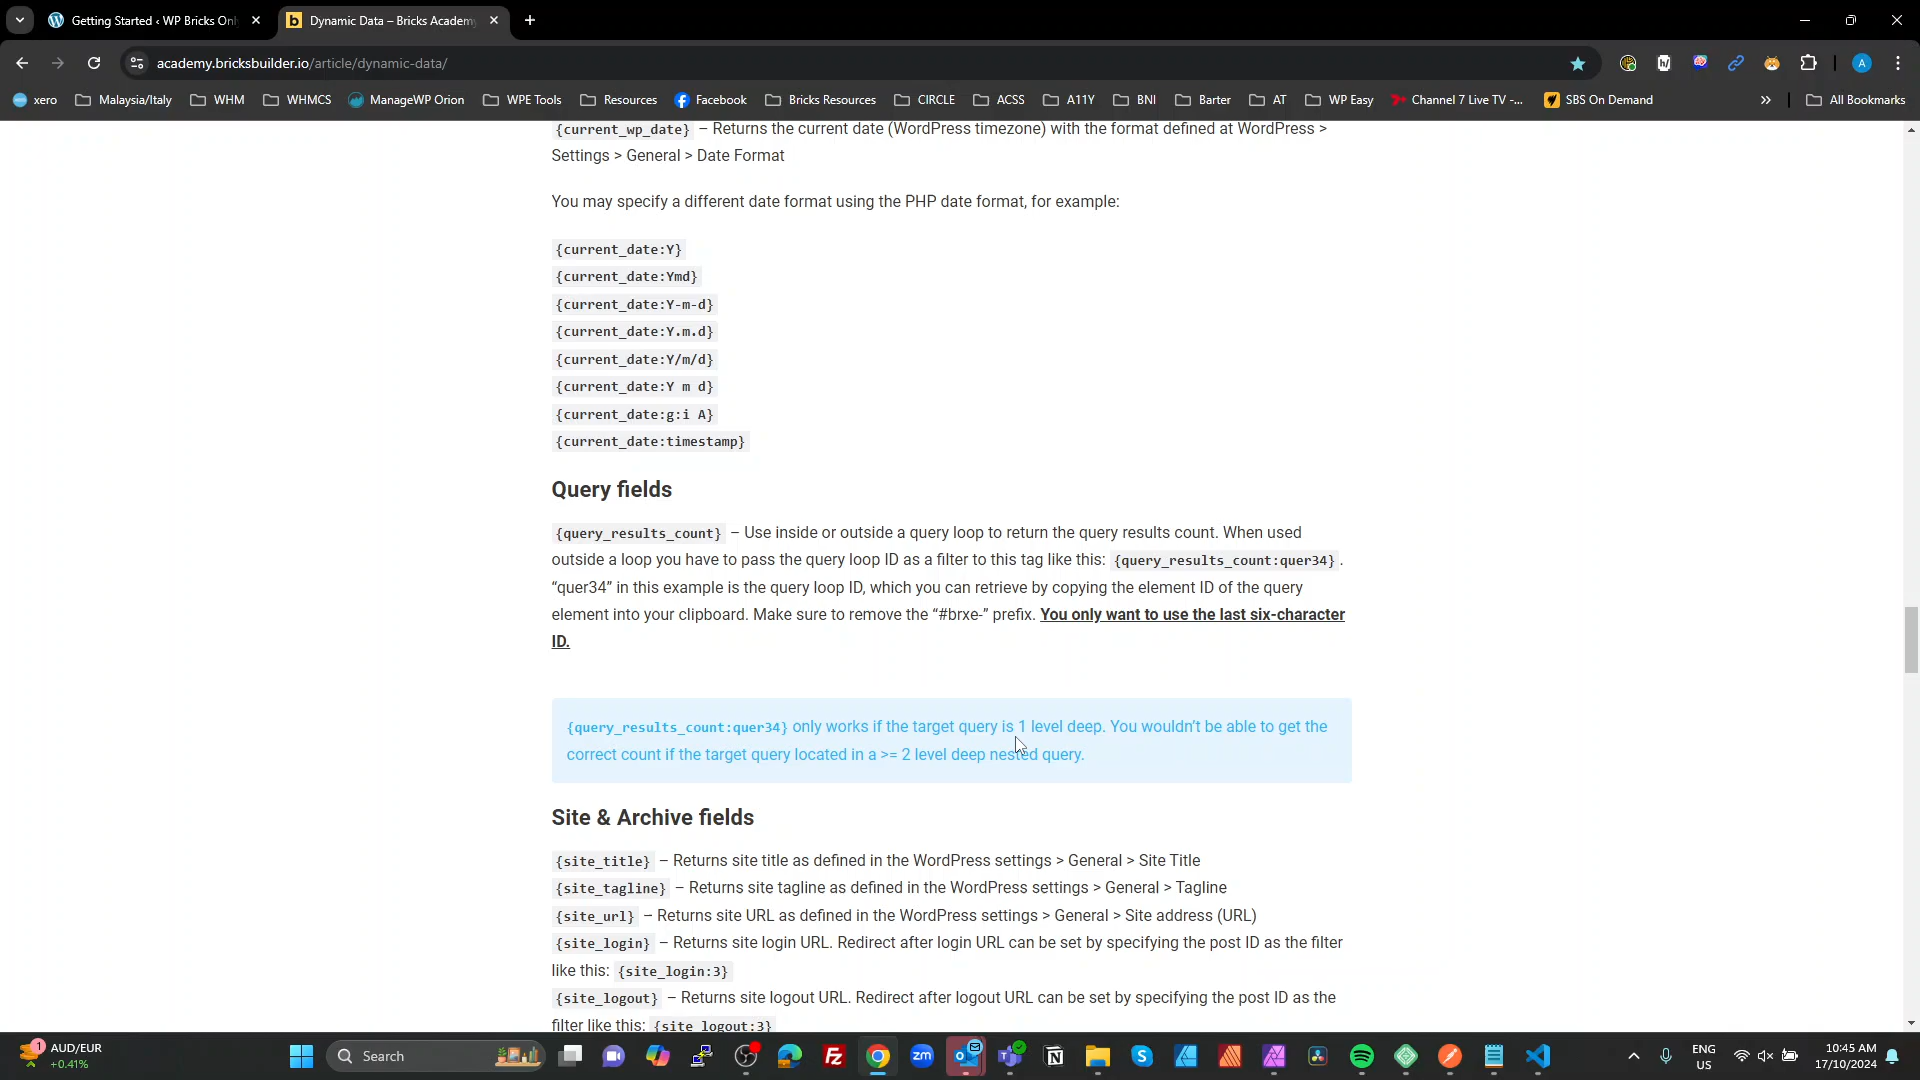 Getting Started ‹ WP Bricks Onl
Dynamic Data – Bricks Academy
academy.bricksbuilder.io/article/dynamic-data/
xero
Malaysia/Italy
WHM
WHMCS
ManageWP Orion
WPE Tools
Resources
Facebook
Bricks Resources
CIRCLE
ACSS
A11Y
BNI
Barter
AT
WP Easy
Channel 7 Live TV -...
SBS On Demand
»
All Bookmarks
{current_wp_date} – Returns the current date (WordPress timezone) with the format defined at WordPress >
Settings > General > Date Format
You may specify a different date format using the PHP date format, for example:
{current_date:Y}
{current_date:Ymd}
{current_date:Y-m-d}
{current_date:Y.m.d}
{current_date:Y/m/d}
{current_date:Y m d}
{current_date:g:i A}
{current_date:timestamp}
Query fields
{query_results_count} – Use inside or outside a query loop to return the query results count. When used
outside a loop you have to pass the query loop ID as a filter to this tag like this: {query_results_count:quer34}.
“quer34” in this example is the query loop ID, which you can retrieve by copying the element ID of the query
element into your clipboard. Make sure to remove the “#brxe-” prefix. You only want to use the last six-character
ID.
{query_results_count:quer34} only works if the target query is 1 level deep. You wouldn’t be able to get the
correct count if the target query located in a >= 2 level deep nested query.
Site & Archive fields
{site_title} – Returns site title as defined in the WordPress settings > General > Site Title
{site_tagline} – Returns site tagline as defined in the WordPress settings > General > Tagline
{site_url} – Returns site URL as defined in the WordPress settings > General > Site address (URL)
{site_login} – Returns site login URL. Redirect after login URL can be set by specifying the post ID as the filter
like this: {site_login:3}
{site_logout} – Returns site logout URL. Redirect after logout URL can be set by specifying the post ID as the
filter like this: {site_logout:3}
1
AUD/EUR
+0.41%
Search
ENG
US
10:45 AM
17/10/2024